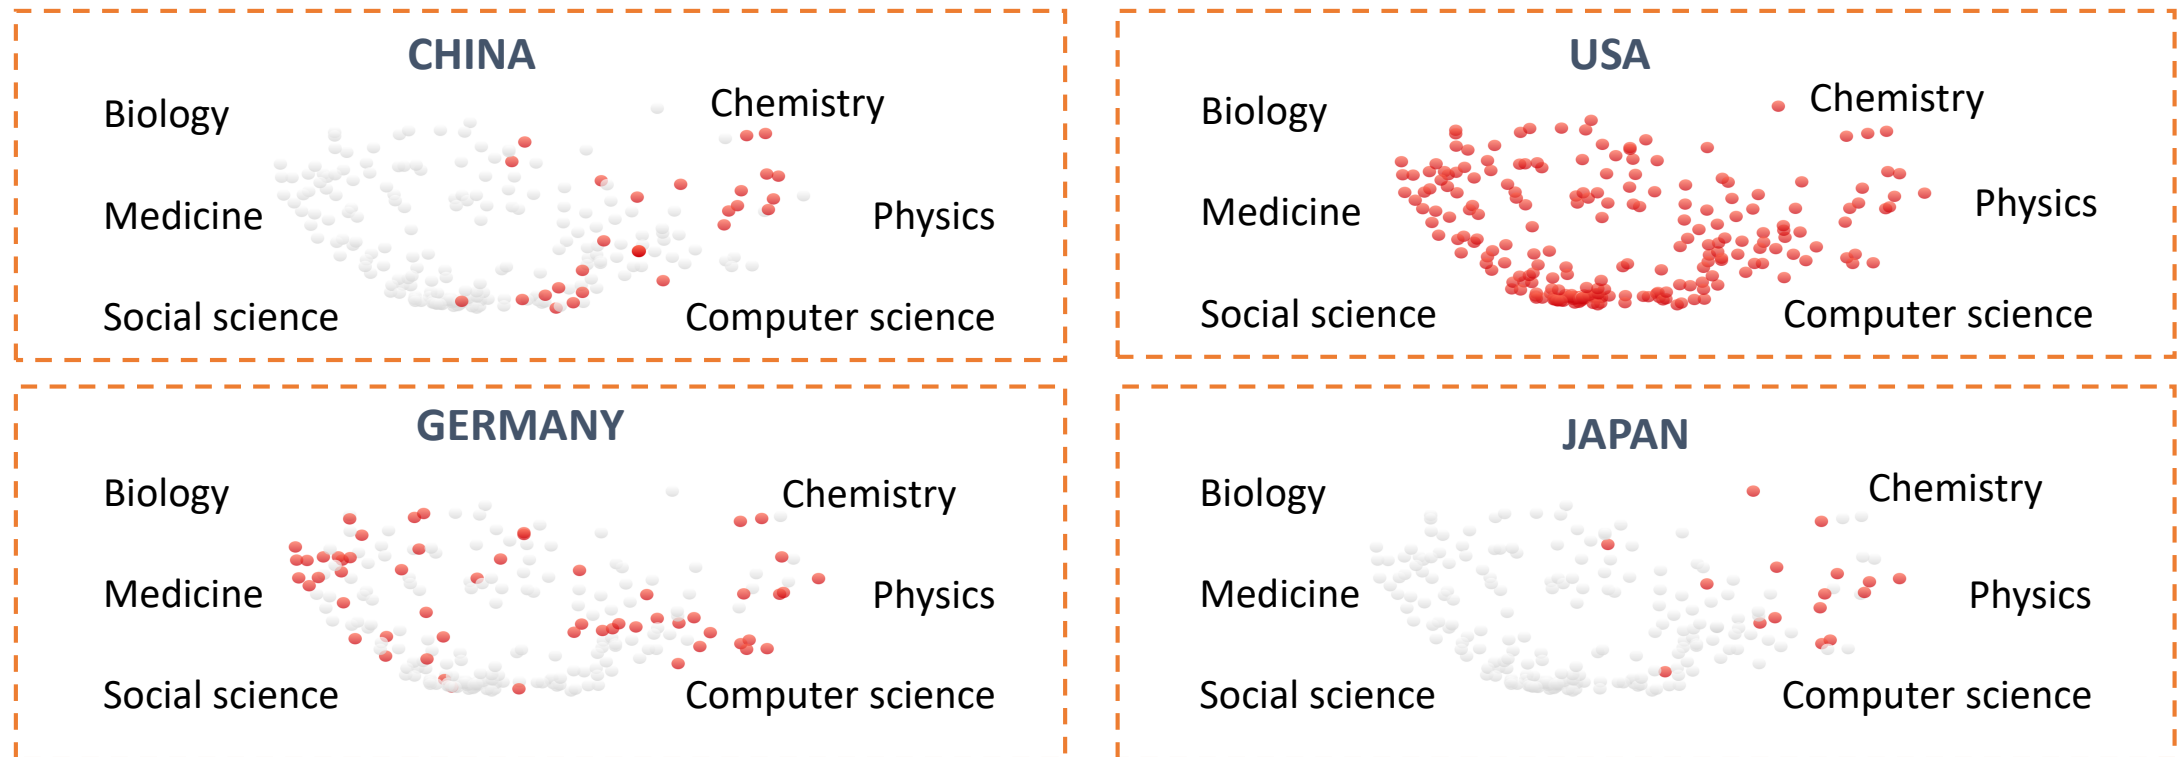 CHINA
Biology
Chemistry
Medicine
Physics
Social science
Computer science
USA
Biology
Chemistry
Medicine
Physics
Social science
Computer science
GERMANY
Biology
Chemistry
Medicine
Physics
Social science
Computer science
JAPAN
Biology
Chemistry
Medicine
Physics
Social science
Computer science